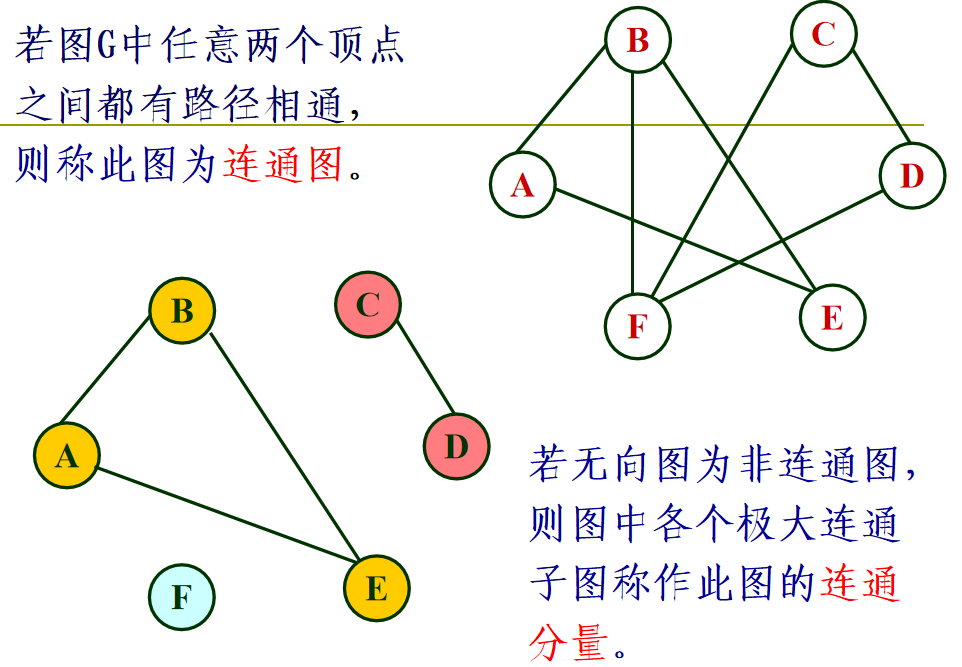 若图G中任意两个顶点
之间都有路径相通，
则称此图为连通图。
B
C
A
D
F
E
B
C
A
D
F
E
若无向图为非连通图，
则图中各个极大连通
子图称作此图的连通
分量。